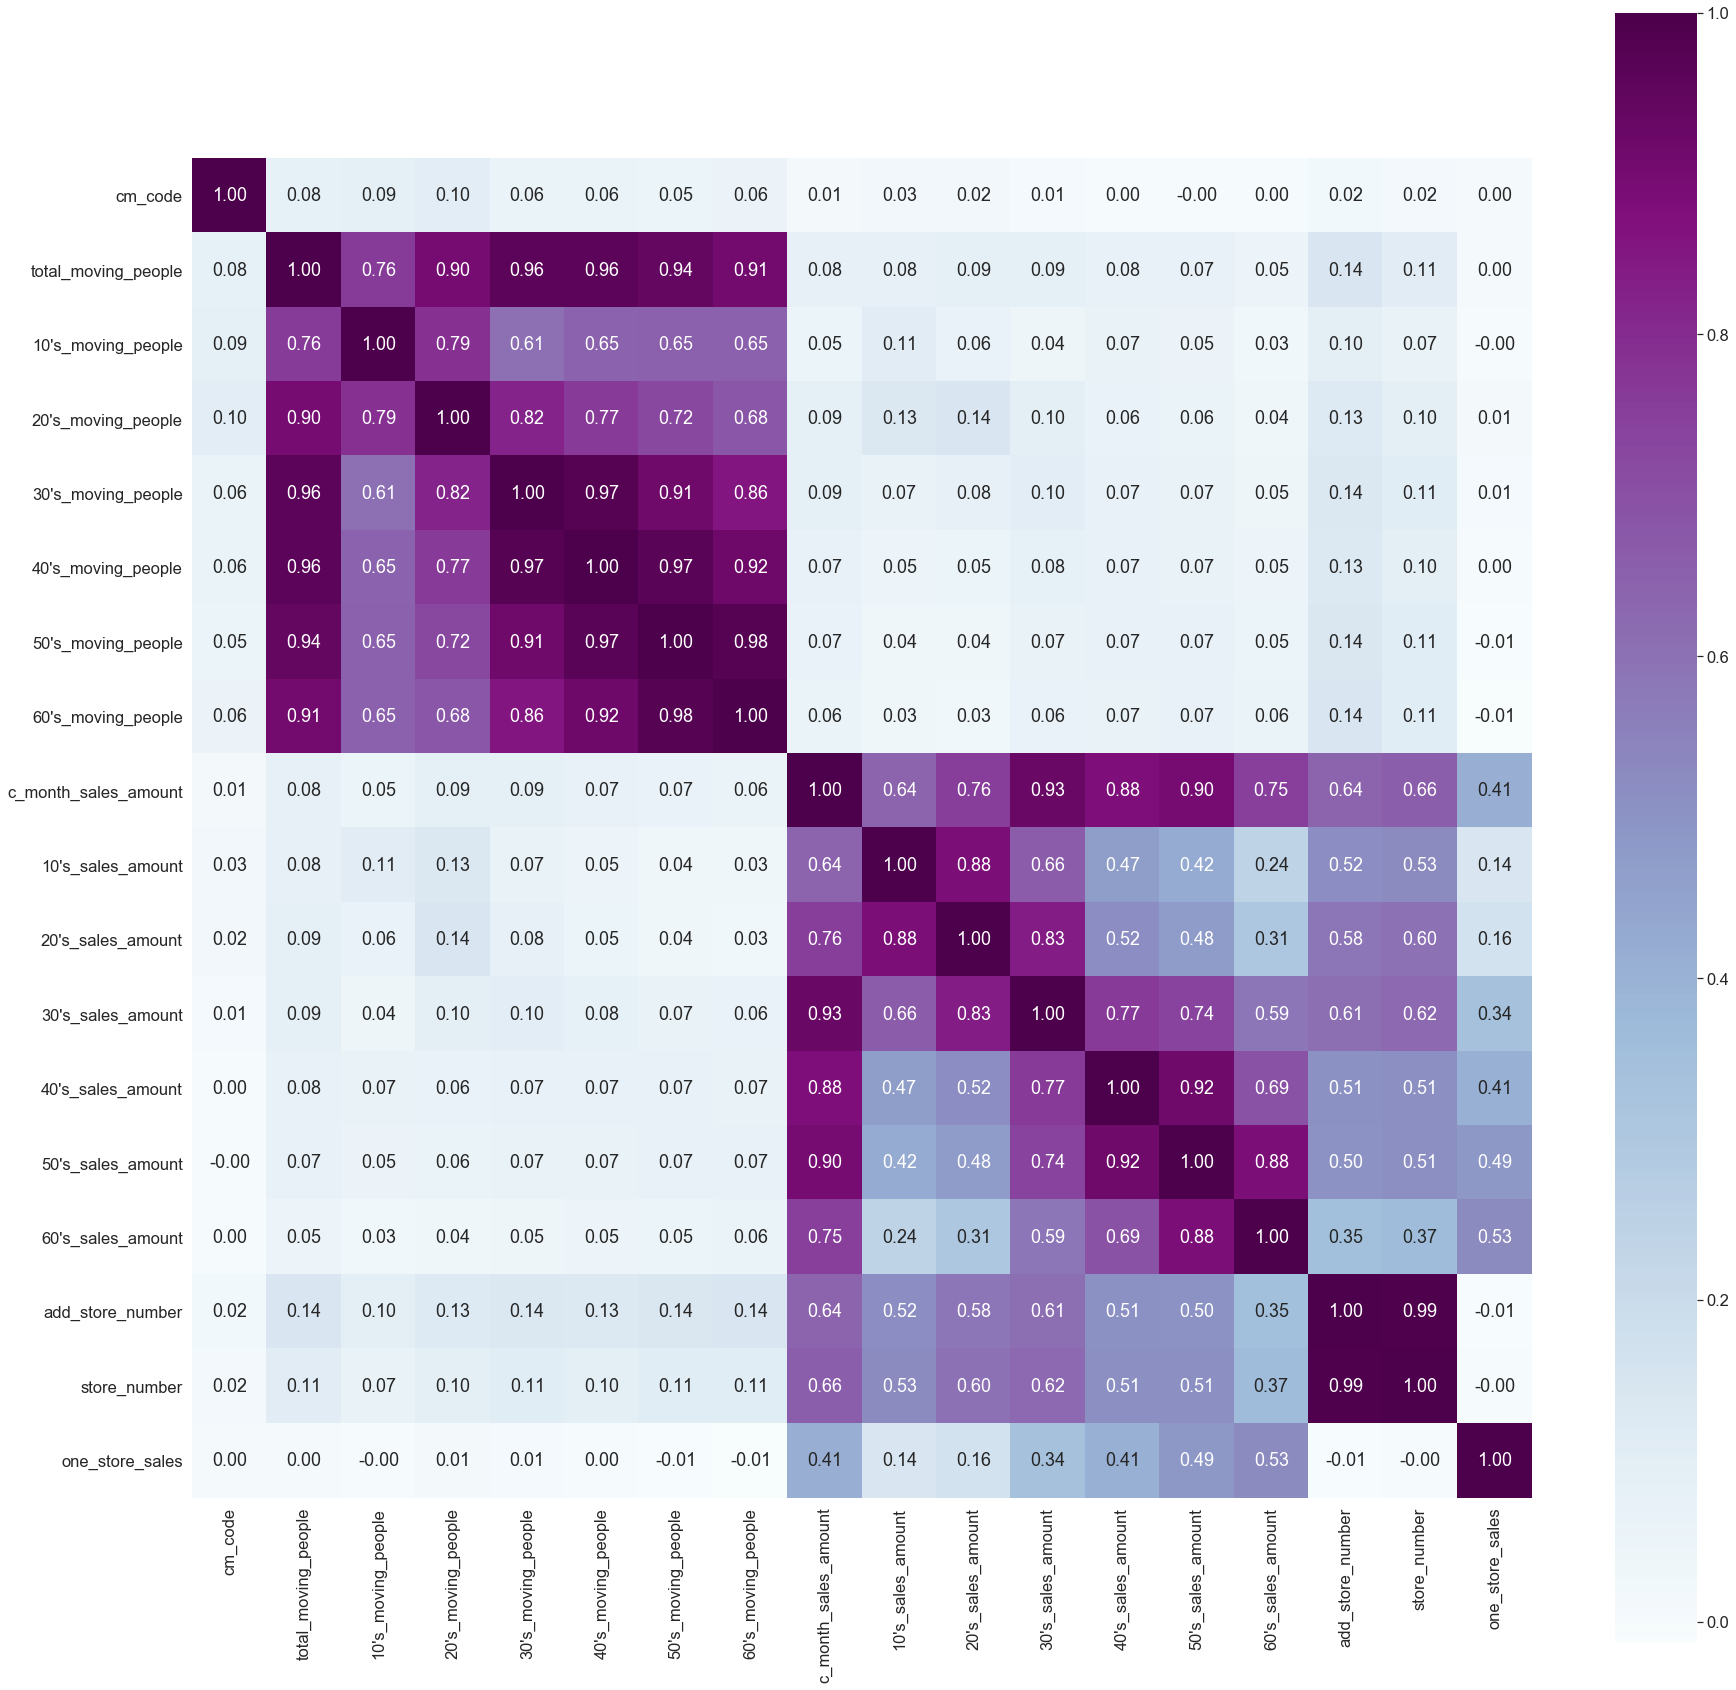 1.0
cm_code 1.00 0.08 0.09 0.10 0.06 0.06 0.05 0.06 0.01 0.03 0.02 0.01 0.00 -0.00 0.00 0.02 0.02 0.00
total_moving_people 0.08 1.00 0.76 0.90 0.96 0.96 0.94 0.91 0.08 0.08 0.09 0.09 0.08 0.07 0.05 0.14 0.11 0.00
0.8
10's_moving_people 0.09 0.76 1.00 0.79 0.61 0.65 0.65 0.65 0.05 0.11 0.06 0.04 0.07 0.05 0.03 0.10 0.07 -0.00
20's_moving_people 0.10 0.90 0.79 1.00 0.82 0.77 0.72 0.68 0.09 0.13 0.14 0.10 0.06 0.06 0.04 0.13 0.10 0.01
30's_moving_people 0.06 0.96 0.61 0.82 1.00 0.97 0.91 0.86 0.09 0.07 0.08 0.10 0.07 0.07 0.05 0.14 0.11 0.01
40's_moving_people 0.06 0.96 0.65 0.77 0.97 1.00 0.97 0.92 0.07 0.05 0.05 0.08 0.07 0.07 0.05 0.13 0.10 0.00
50's_moving_people 0.05 0.94 0.65 0.72 0.91 0.97 1.00 0.98 0.07 0.04 0.04 0.07 0.07 0.07 0.05 0.14 0.11 -0.01
0.6
60's_moving_people 0.06 0.91 0.65 0.68 0.86 0.92 0.98 1.00 0.06 0.03 0.03 0.06 0.07 0.07 0.06 0.14 0.11 -0.01
c_month_sales_amount 0.01 0.08 0.05 0.09 0.09 0.07 0.07 0.06 1.00 0.64 0.76 0.93 0.88 0.90 0.75 0.64 0.66 0.41
10's_sales_amount 0.03 0.08 0.11 0.13 0.07 0.05 0.04 0.03 0.64 1.00 0.88 0.66 0.47 0.42 0.24 0.52 0.53 0.14
20's_sales_amount 0.02 0.09 0.06 0.14 0.08 0.05 0.04 0.03 0.76 0.88 1.00 0.83 0.52 0.48 0.31 0.58 0.60 0.16
0.4
30's_sales_amount 0.01 0.09 0.04 0.10 0.10 0.08 0.07 0.06 0.93 0.66 0.83 1.00 0.77 0.74 0.59 0.61 0.62 0.34
40's_sales_amount 0.00 0.08 0.07 0.06 0.07 0.07 0.07 0.07 0.88 0.47 0.52 0.77 1.00 0.92 0.69 0.51 0.51 0.41
50's_sales_amount -0.00 0.07 0.05 0.06 0.07 0.07 0.07 0.07 0.90 0.42 0.48 0.74 0.92 1.00 0.88 0.50 0.51 0.49
60's_sales_amount 0.00 0.05 0.03 0.04 0.05 0.05 0.05 0.06 0.75 0.24 0.31 0.59 0.69 0.88 1.00 0.35 0.37 0.53
0.2
add_store_number 0.02 0.14 0.10 0.13 0.14 0.13 0.14 0.14 0.64 0.52 0.58 0.61 0.51 0.50 0.35 1.00 0.99 -0.01
store_number 0.02 0.11 0.07 0.10 0.11 0.10 0.11 0.11 0.66 0.53 0.60 0.62 0.51 0.51 0.37 0.99 1.00 -0.00
one_store_sales 0.00 0.00 -0.00 0.01 0.01 0.00 -0.01 -0.01 0.41 0.14 0.16 0.34 0.41 0.49 0.53 -0.01 -0.00 1.00
0.0
cm_code
total_moving_people
10's_moving_people
20's_moving_people
30's_moving_people
40's_moving_people
50's_moving_people
60's_moving_people
c_month_sales_amount
10's_sales_amount
20's_sales_amount
30's_sales_amount
40's_sales_amount
50's_sales_amount
60's_sales_amount
add_store_number
store_number
one_store_sales